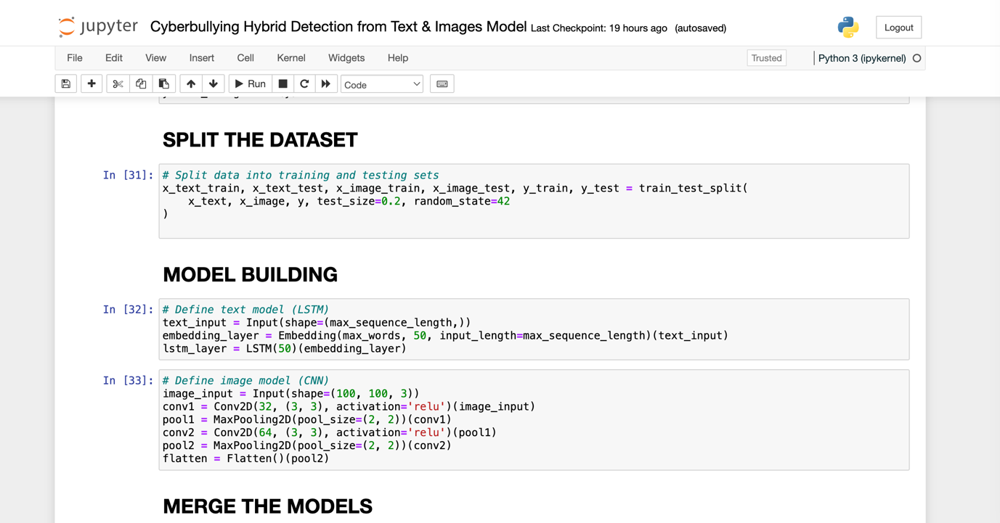 jupyter Cyberbullying Hybrid Detection from Text & Images Model Last Checkpoint: 19 hours ago (autosaved)
Logout
File Edit View Insert Cell Kernel Widgets Help
Trusted
Python 3 (ipykernel)
Run
Code
SPLIT THE DATASET
In [31]:
# Split data into training and testing sets
x_text_train, x_text_test, x_image_train, x_image_test, y_train, y_test = train_test_split(
    x_text, x_image, y, test_size=0.2, random_state=42
)
MODEL BUILDING
In [32]:
# Define text model (LSTM)
text_input = Input(shape=(max_sequence_length,))
embedding_layer = Embedding(max_words, 50, input_length=max_sequence_length)(text_input)
lstm_layer = LSTM(50)(embedding_layer)
In [33]:
# Define image model (CNN)
image_input = Input(shape=(100, 100, 3))
conv1 = Conv2D(32, (3, 3), activation='relu')(image_input)
pool1 = MaxPooling2D(pool_size=(2, 2))(conv1)
conv2 = Conv2D(64, (3, 3), activation='relu')(pool1)
pool2 = MaxPooling2D(pool_size=(2, 2))(conv2)
flatten = Flatten()(pool2)
MERGE THE MODELS